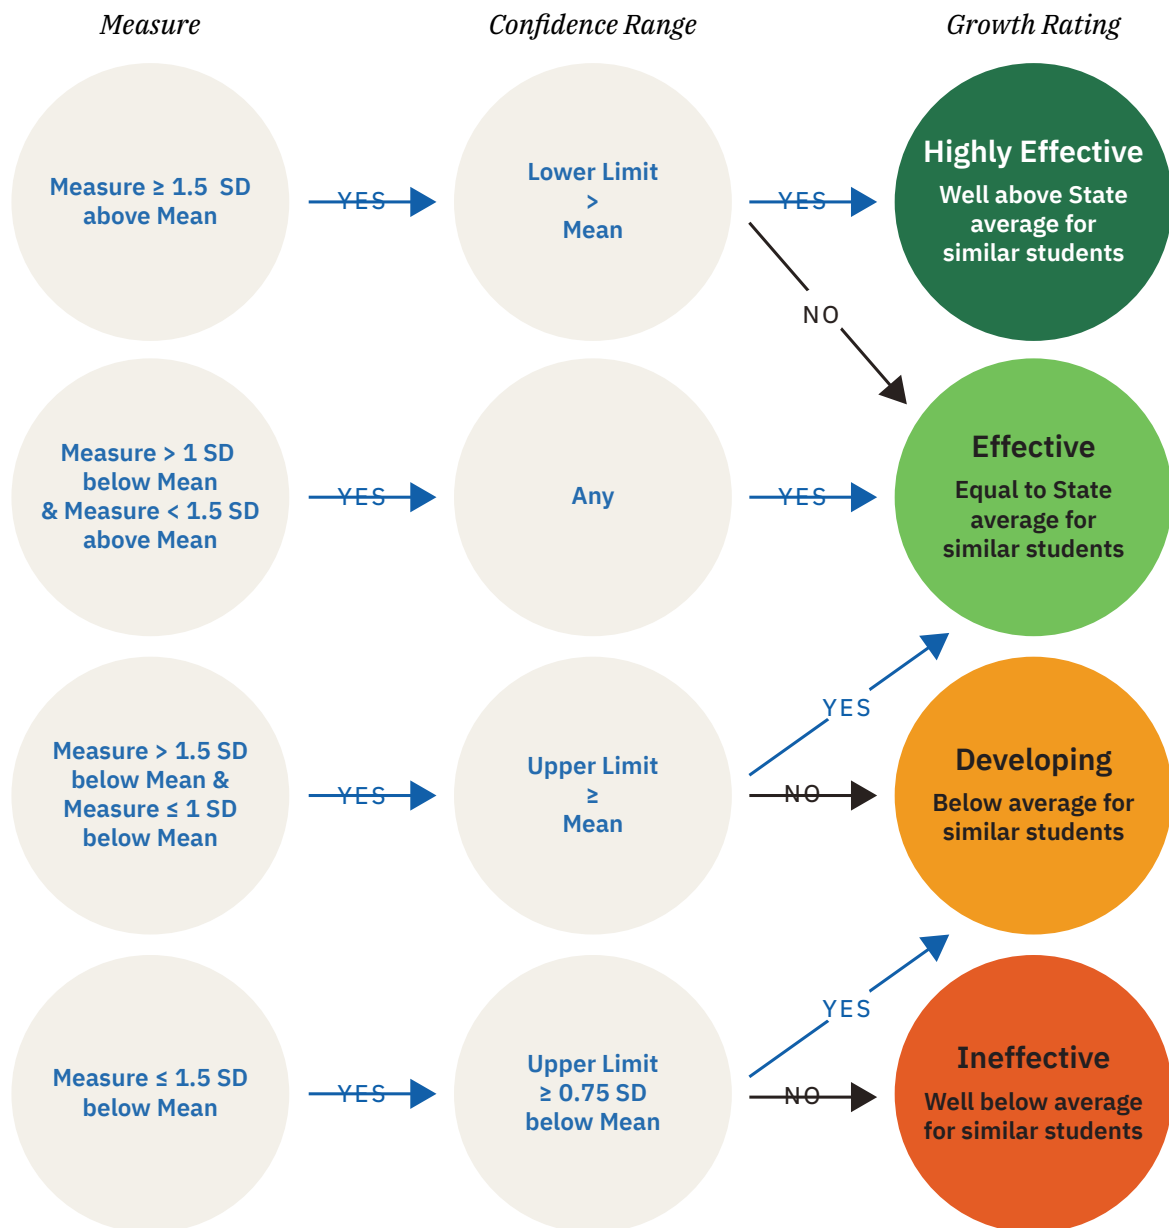 Measure
Confidence Range
Growth Rating
Measure ≥ 1.5 SD
above Mean
YES
Lower Limit
>
Mean
YES
NO
Highly Effective
Well above State
average for
similar students
Measure > 1 SD
below Mean
& Measure < 1.5 SD
above Mean
YES
Any
YES
Effective
Equal to State
average for
similar students
Measure > 1.5 SD
below Mean &
Measure ≤ 1 SD
below Mean
YES
Upper Limit
≥
Mean
YES
NO
Developing
Below average for
similar students
Measure ≤ 1.5 SD
below Mean
YES
Upper Limit
≥ 0.75 SD
below Mean
YES
NO
Ineffective
Well below average
for similar students